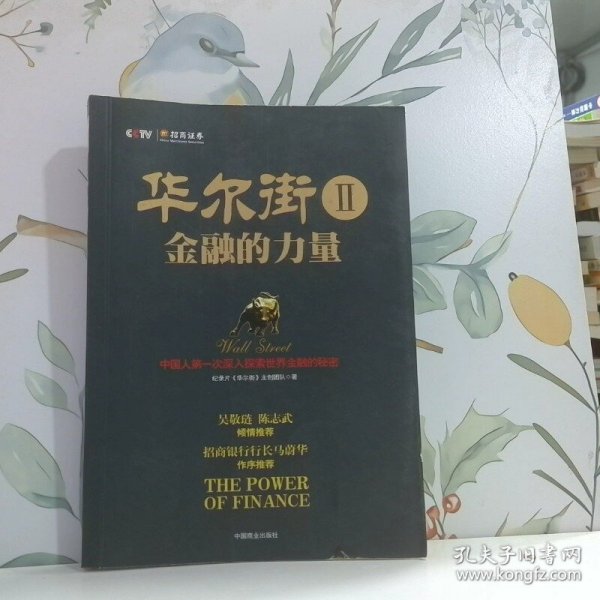 CCTV 招商证券
华尔街 II
金融的力量
Wall Street
中国人第一次深入探索世界金融的秘密
纪录片《华尔街》主创团队◎著
吴敬琏 陈志武
倾情推荐
招商银行行长马蔚华
作序推荐
THE POWER
OF FINANCE
中国商业出版社
孔夫子旧书网
www.kongfz.com